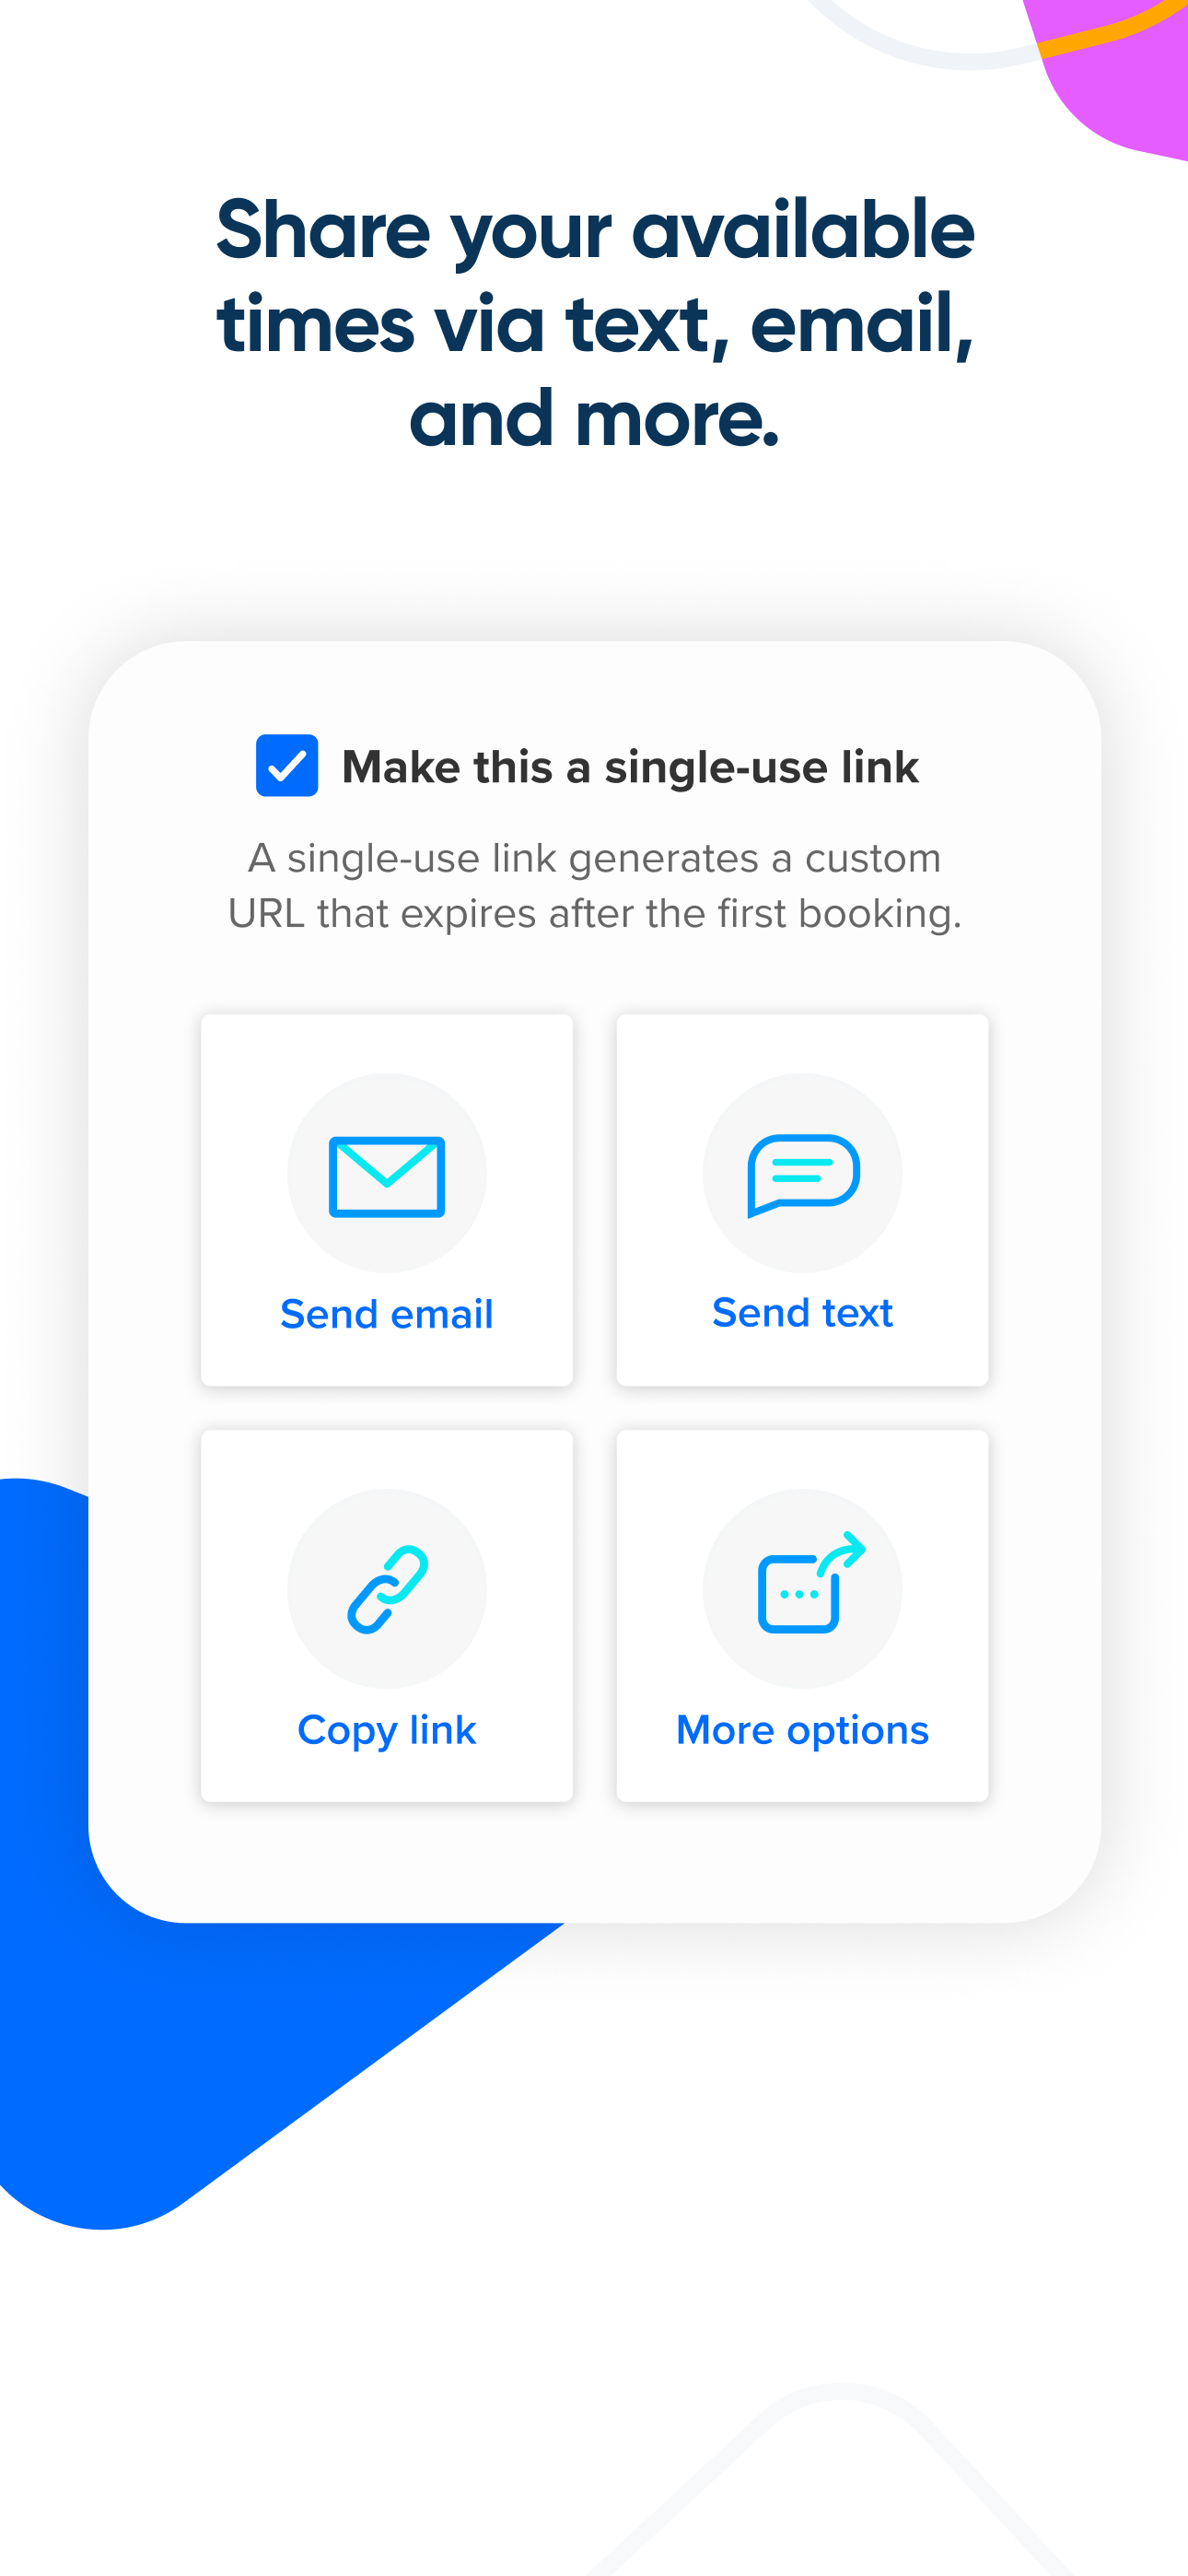 Share your available
times via text, email,
and more.
Make this a single-use link
A single-use link generates a custom
URL that expires after the first booking.
Send email
Send text
Copy link
More options